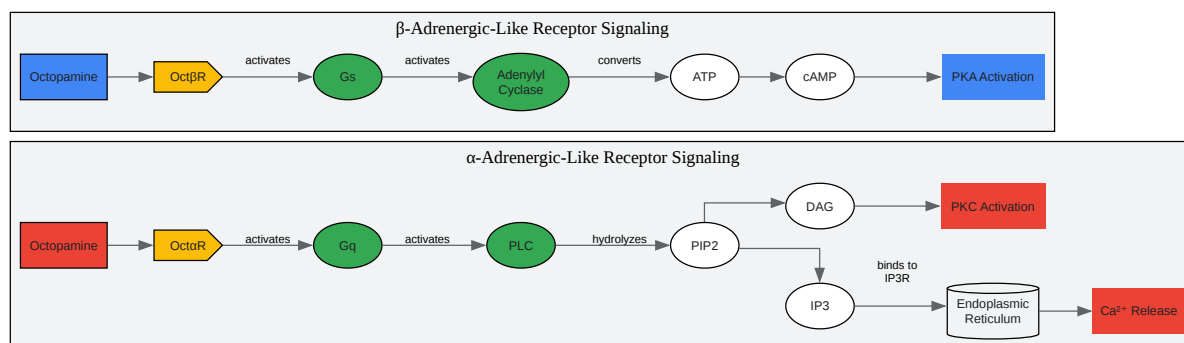 β-Adrenergic-Like Receptor Signaling
Octopamine
OctβR
activates
Gs
activates
Adenylyl
Cyclase
converts
ATP
cAMP
PKA Activation
α-Adrenergic-Like Receptor Signaling
Octopamine
OctαR
activates
Gq
activates
PLC
hydrolyzes
PIP2
DAG
PKC Activation
IP3
binds to
IP3R
Endoplasmic
Reticulum
Ca²⁺ Release